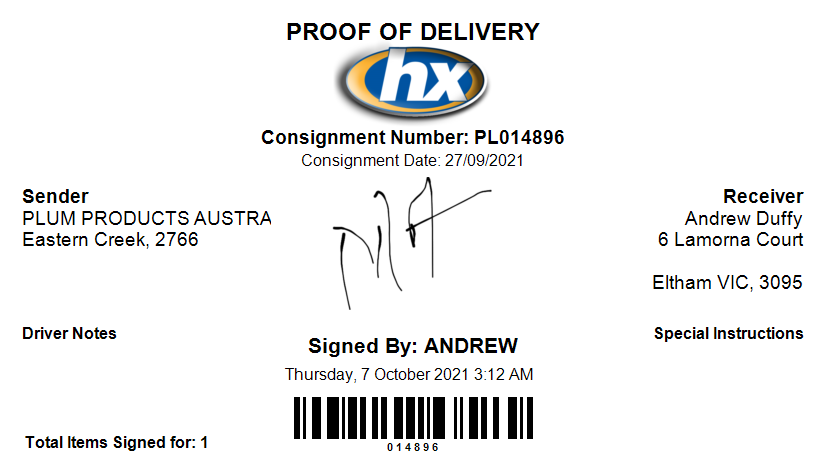 PROOF OF DELIVERY
hx
Consignment Number: PL014896
Consignment Date: 27/09/2021
Sender
PLUM PRODUCTS AUSTRA
Eastern Creek, 2766
Receiver
Andrew Duffy
6 Lamorna Court
Eltham VIC, 3095
Driver Notes
Special Instructions
Signed By: ANDREW
Thursday, 7 October 2021 3:12 AM
014896
Total Items Signed for: 1